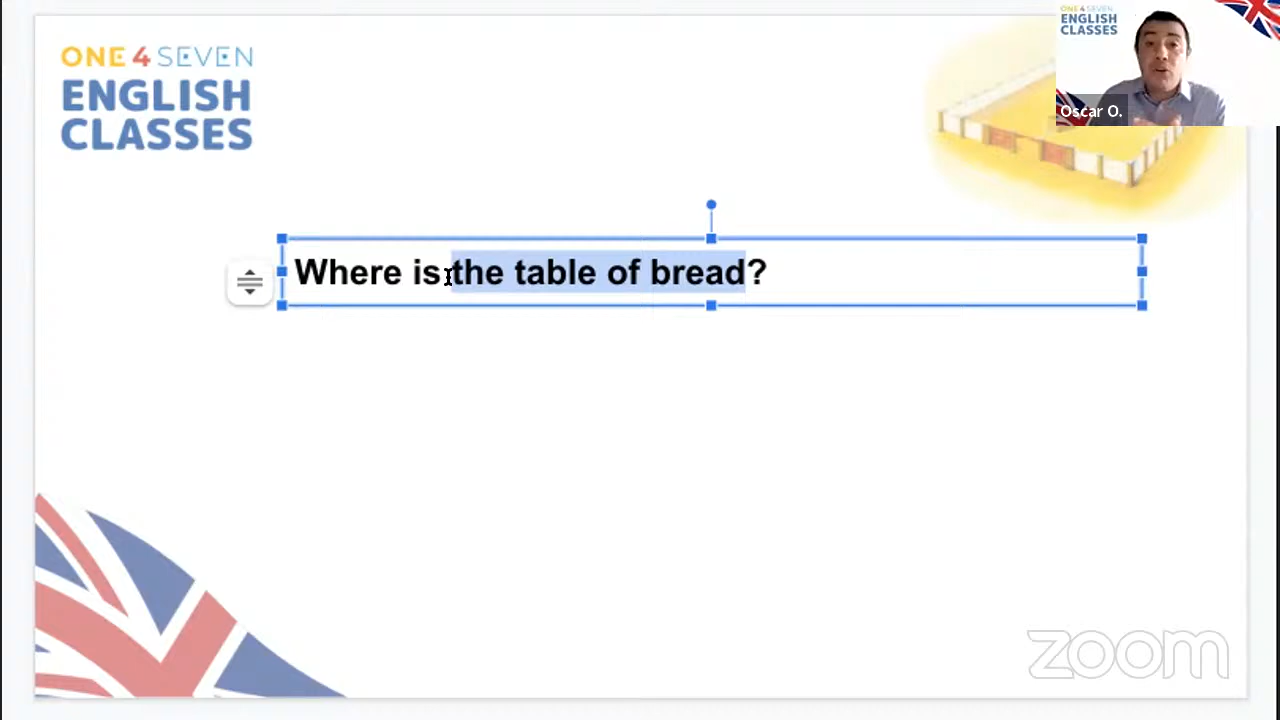 ONE 4 SEVEN
ENGLISH
CLASSES
ONE 4 SEVEN
ENGLISH
CLASSES
Oscar O.
Where is the table of bread?
zoom